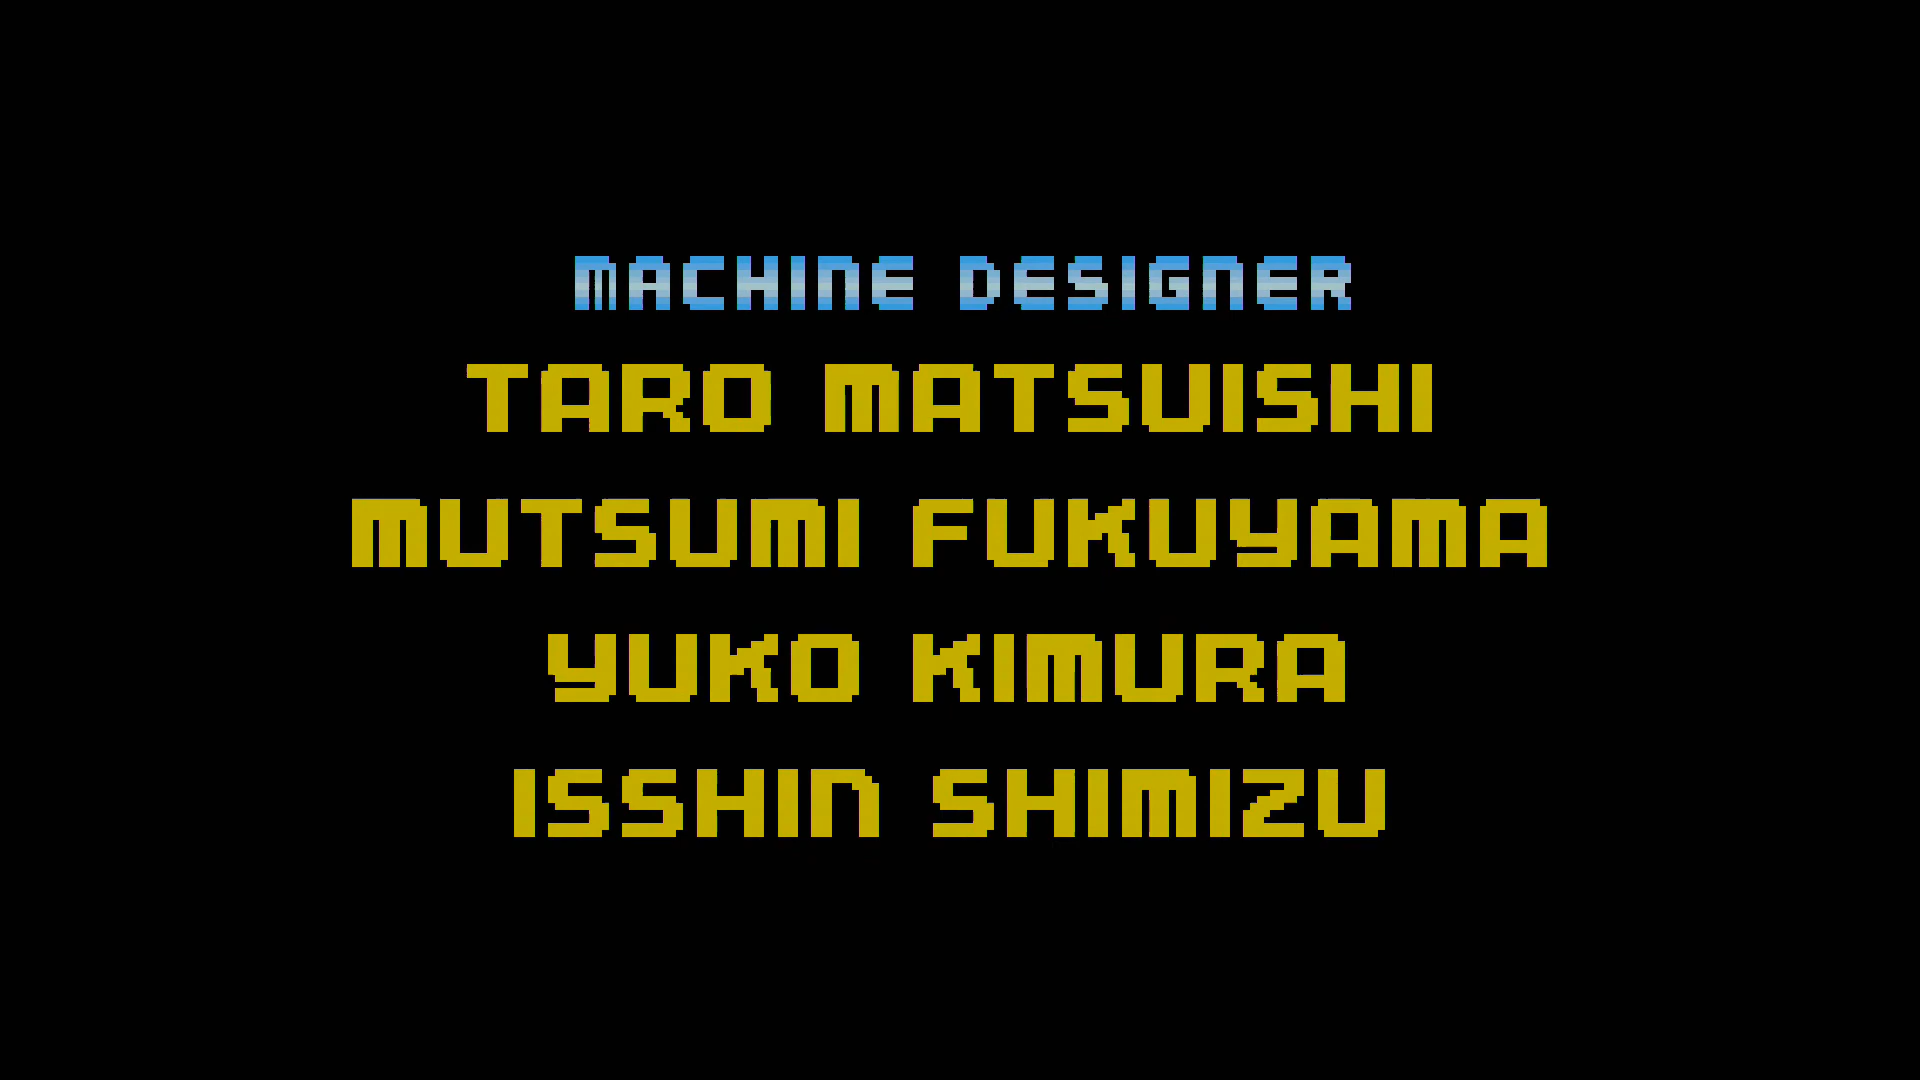 MACHINE DESIGNER
TARO MATSUISHI
MUTSUMI FUKUYAMA
YUKO KIMURA
ISSHIN SHIMIZU